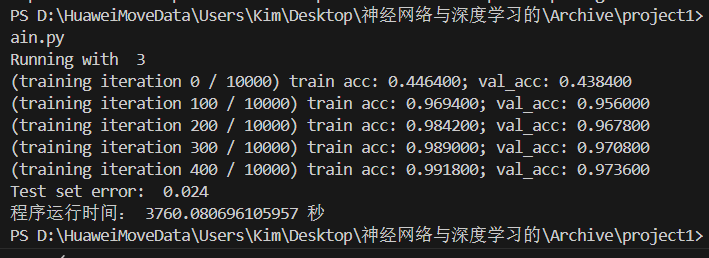 PS D:\HuaweiMoveData\Users\Kim\Desktop\神经网络与深度学习的\Archive\project1>
ain.py
Running with  3
(training iteration 0 / 10000) train acc: 0.446400; val_acc: 0.438400
(training iteration 100 / 10000) train acc: 0.969400; val_acc: 0.956000
(training iteration 200 / 10000) train acc: 0.984200; val_acc: 0.967800
(training iteration 300 / 10000) train acc: 0.989000; val_acc: 0.970800
(training iteration 400 / 10000) train acc: 0.991800; val_acc: 0.973600
Test set error:  0.024
程序运行时间： 3760.080696105957 秒
PS D:\HuaweiMoveData\Users\Kim\Desktop\神经网络与深度学习的\Archive\project1>